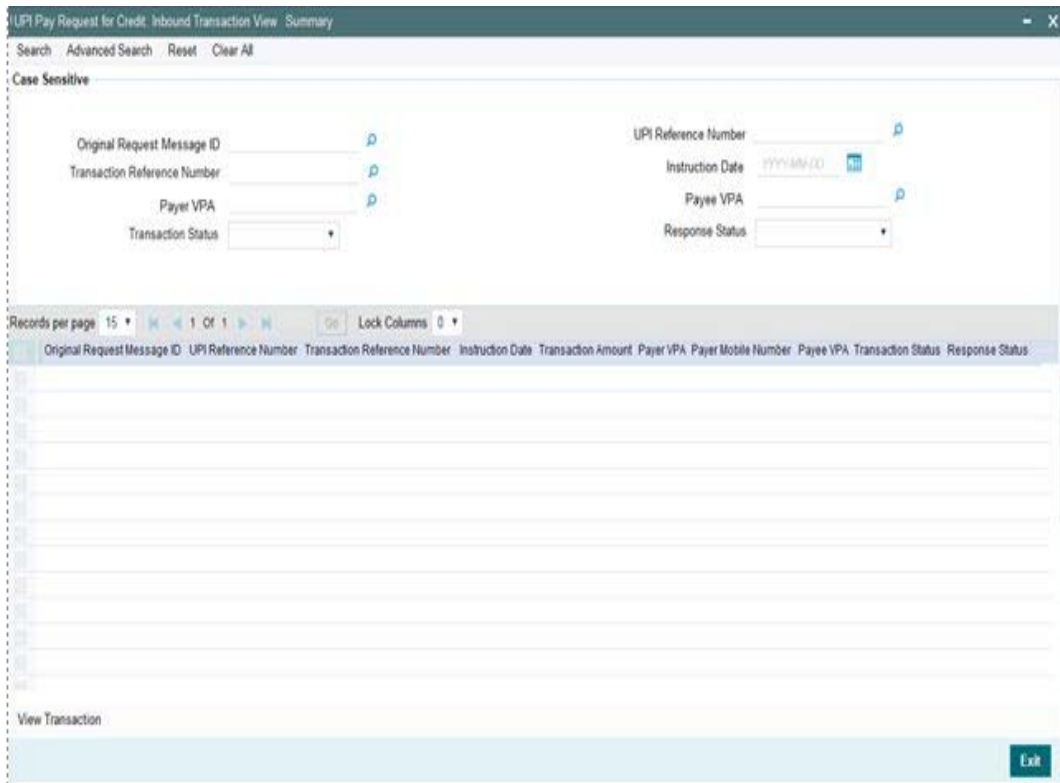 UPI Pay Request for Credit Inbound Transaction View Summary
Search Advanced Search Reset Clear All
Case Sensitive
Original Request Message ID
Transaction Reference Number
Payer VPA
Transaction Status
UPI Reference Number
Instruction Date YYYY-MM-DD
Payee VPA
Response Status
Records per page 15 1 Of 1 Go Lock Columns 0
Original Request Message ID UPI Reference Number Transaction Reference Number Instruction Date Transaction Amount Payer VPA Payer Mobile Number Payee VPA Transaction Status Response Status
View Transaction
Exit